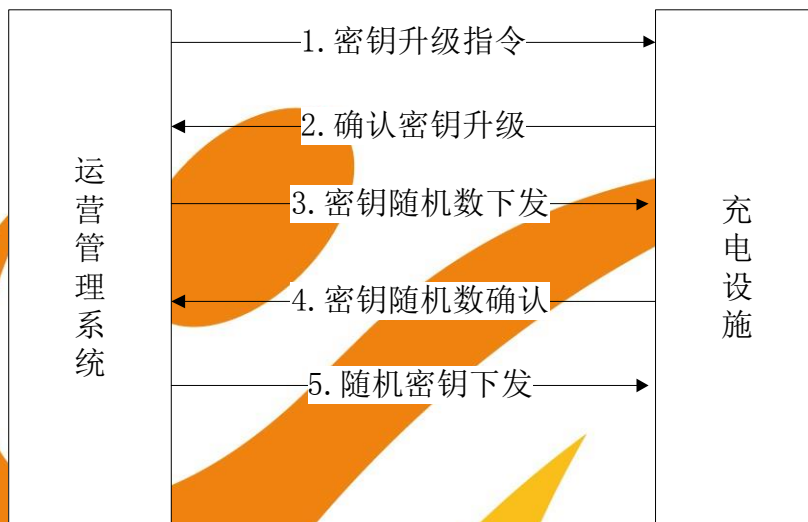 1.密钥升级指令
2.确认密钥升级
3.密钥随机数下发
4.密钥随机数确认
5.随机密钥下发
运营管理系统
充电设施